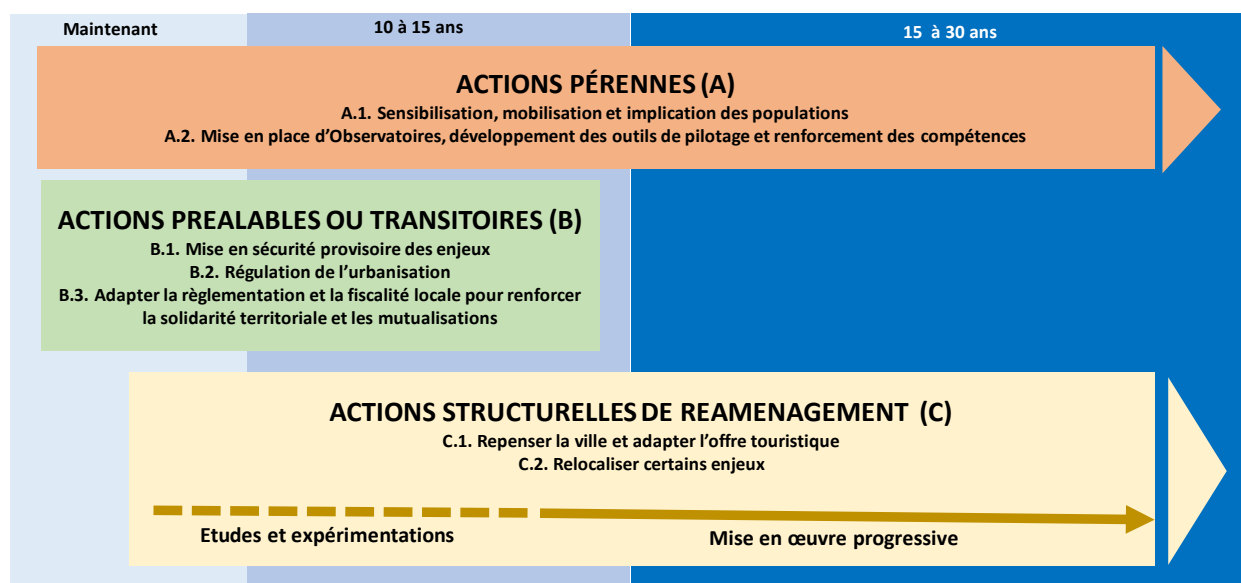 Maintenant
10 à 15 ans
15 à 30 ans
ACTIONS PÉRENNES (A)
A.1. Sensibilisation, mobilisation et implication des populations
A.2. Mise en place d'Observatoires, développement des outils de pilotage et renforcement des compétences
ACTIONS PREALABLES OU TRANSITOIRES (B)
B.1. Mise en sécurité provisoire des enjeux
B.2. Régulation de l'urbanisation
B.3. Adapter la règlementation et la fiscalité locale pour renforcer
la solidarité territoriale et les mutualisations
ACTIONS STRUCTURELLES DE REAMENAGEMENT (C)
C.1. Repenser la ville et adapter l'offre touristique
C.2. Relocaliser certains enjeux
Etudes et expérimentations
Mise en œuvre progressive